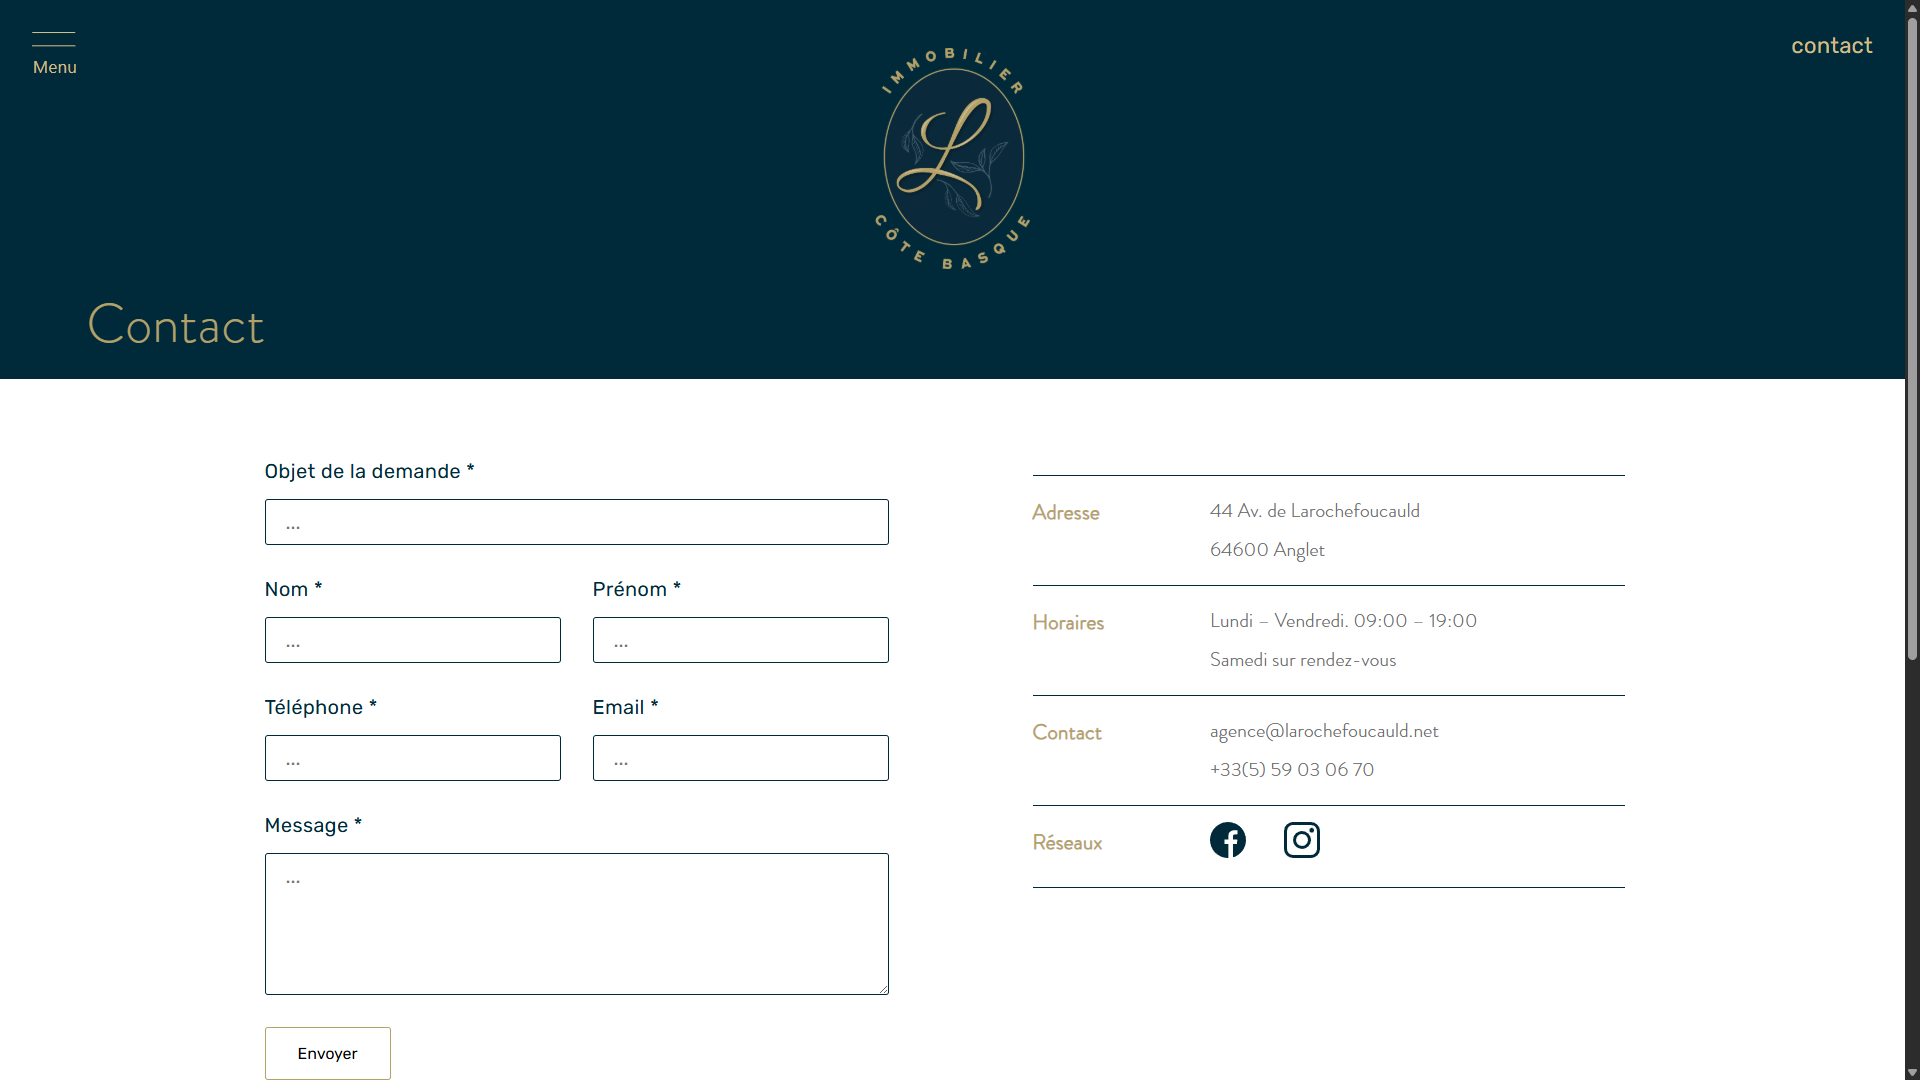 Menu
contact
IMMOBILIER
L
CÔTE BASQUE
Contact
Objet de la demande *
...
Nom *
Prénom *
...
...
Téléphone *
Email *
...
...
Message *
...
Envoyer
Adresse
44 Av. de Larochefoucauld
64600 Anglet
Horaires
Lundi – Vendredi. 09:00 – 19:00
Samedi sur rendez-vous
Contact
agence@larochefoucauld.net
+33(5) 59 03 06 70
Réseaux